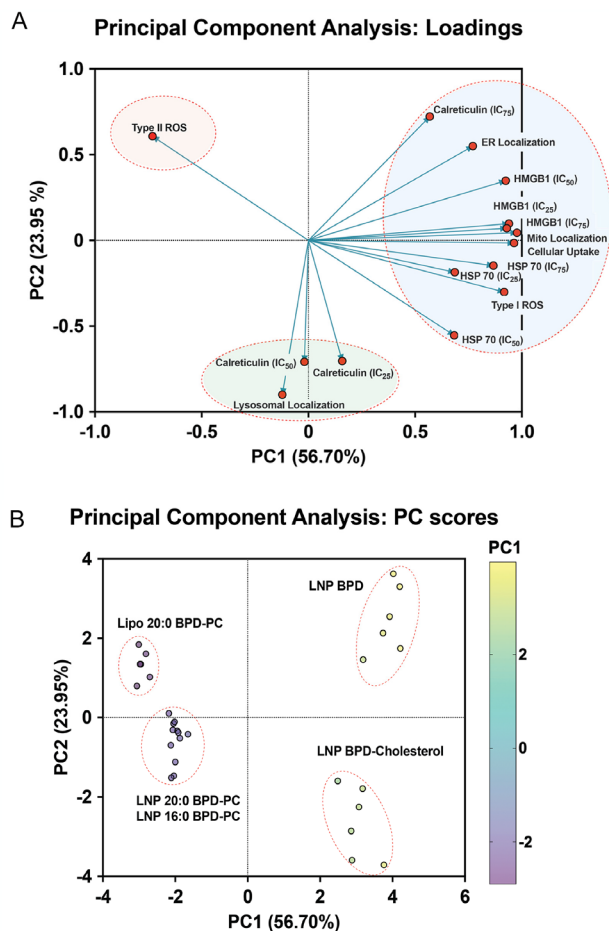 A
Principal Component Analysis: Loadings
1.0
0.5
0
-0.5
-1.0
PC2 (23.95 %)
Type II ROS
Calreticulin (IC75)
ER Localization
HMGB1 (IC50)
HMGB1 (IC25)
HMGB1 (IC75)
Mito Localization
Cellular Uptake
HSP 70 (IC75)
HSP 70 (IC25)
Type I ROS
HSP 70 (IC50)
Calreticulin (IC50)
Calreticulin (IC25)
Lysosomal Localization
-1.0 -0.5 0 0.5 1.0
PC1 (56.70%)
B
Principal Component Analysis: PC scores
PC1
4
2
0
-2
-4
PC2 (23.95%)
Lipo 20:0 BPD-PC
LNP BPD
LNP BPD-Cholesterol
LNP 20:0 BPD-PC
LNP 16:0 BPD-PC
-4 -2 0 2 4 6
PC1 (56.70%)
2
0
-2